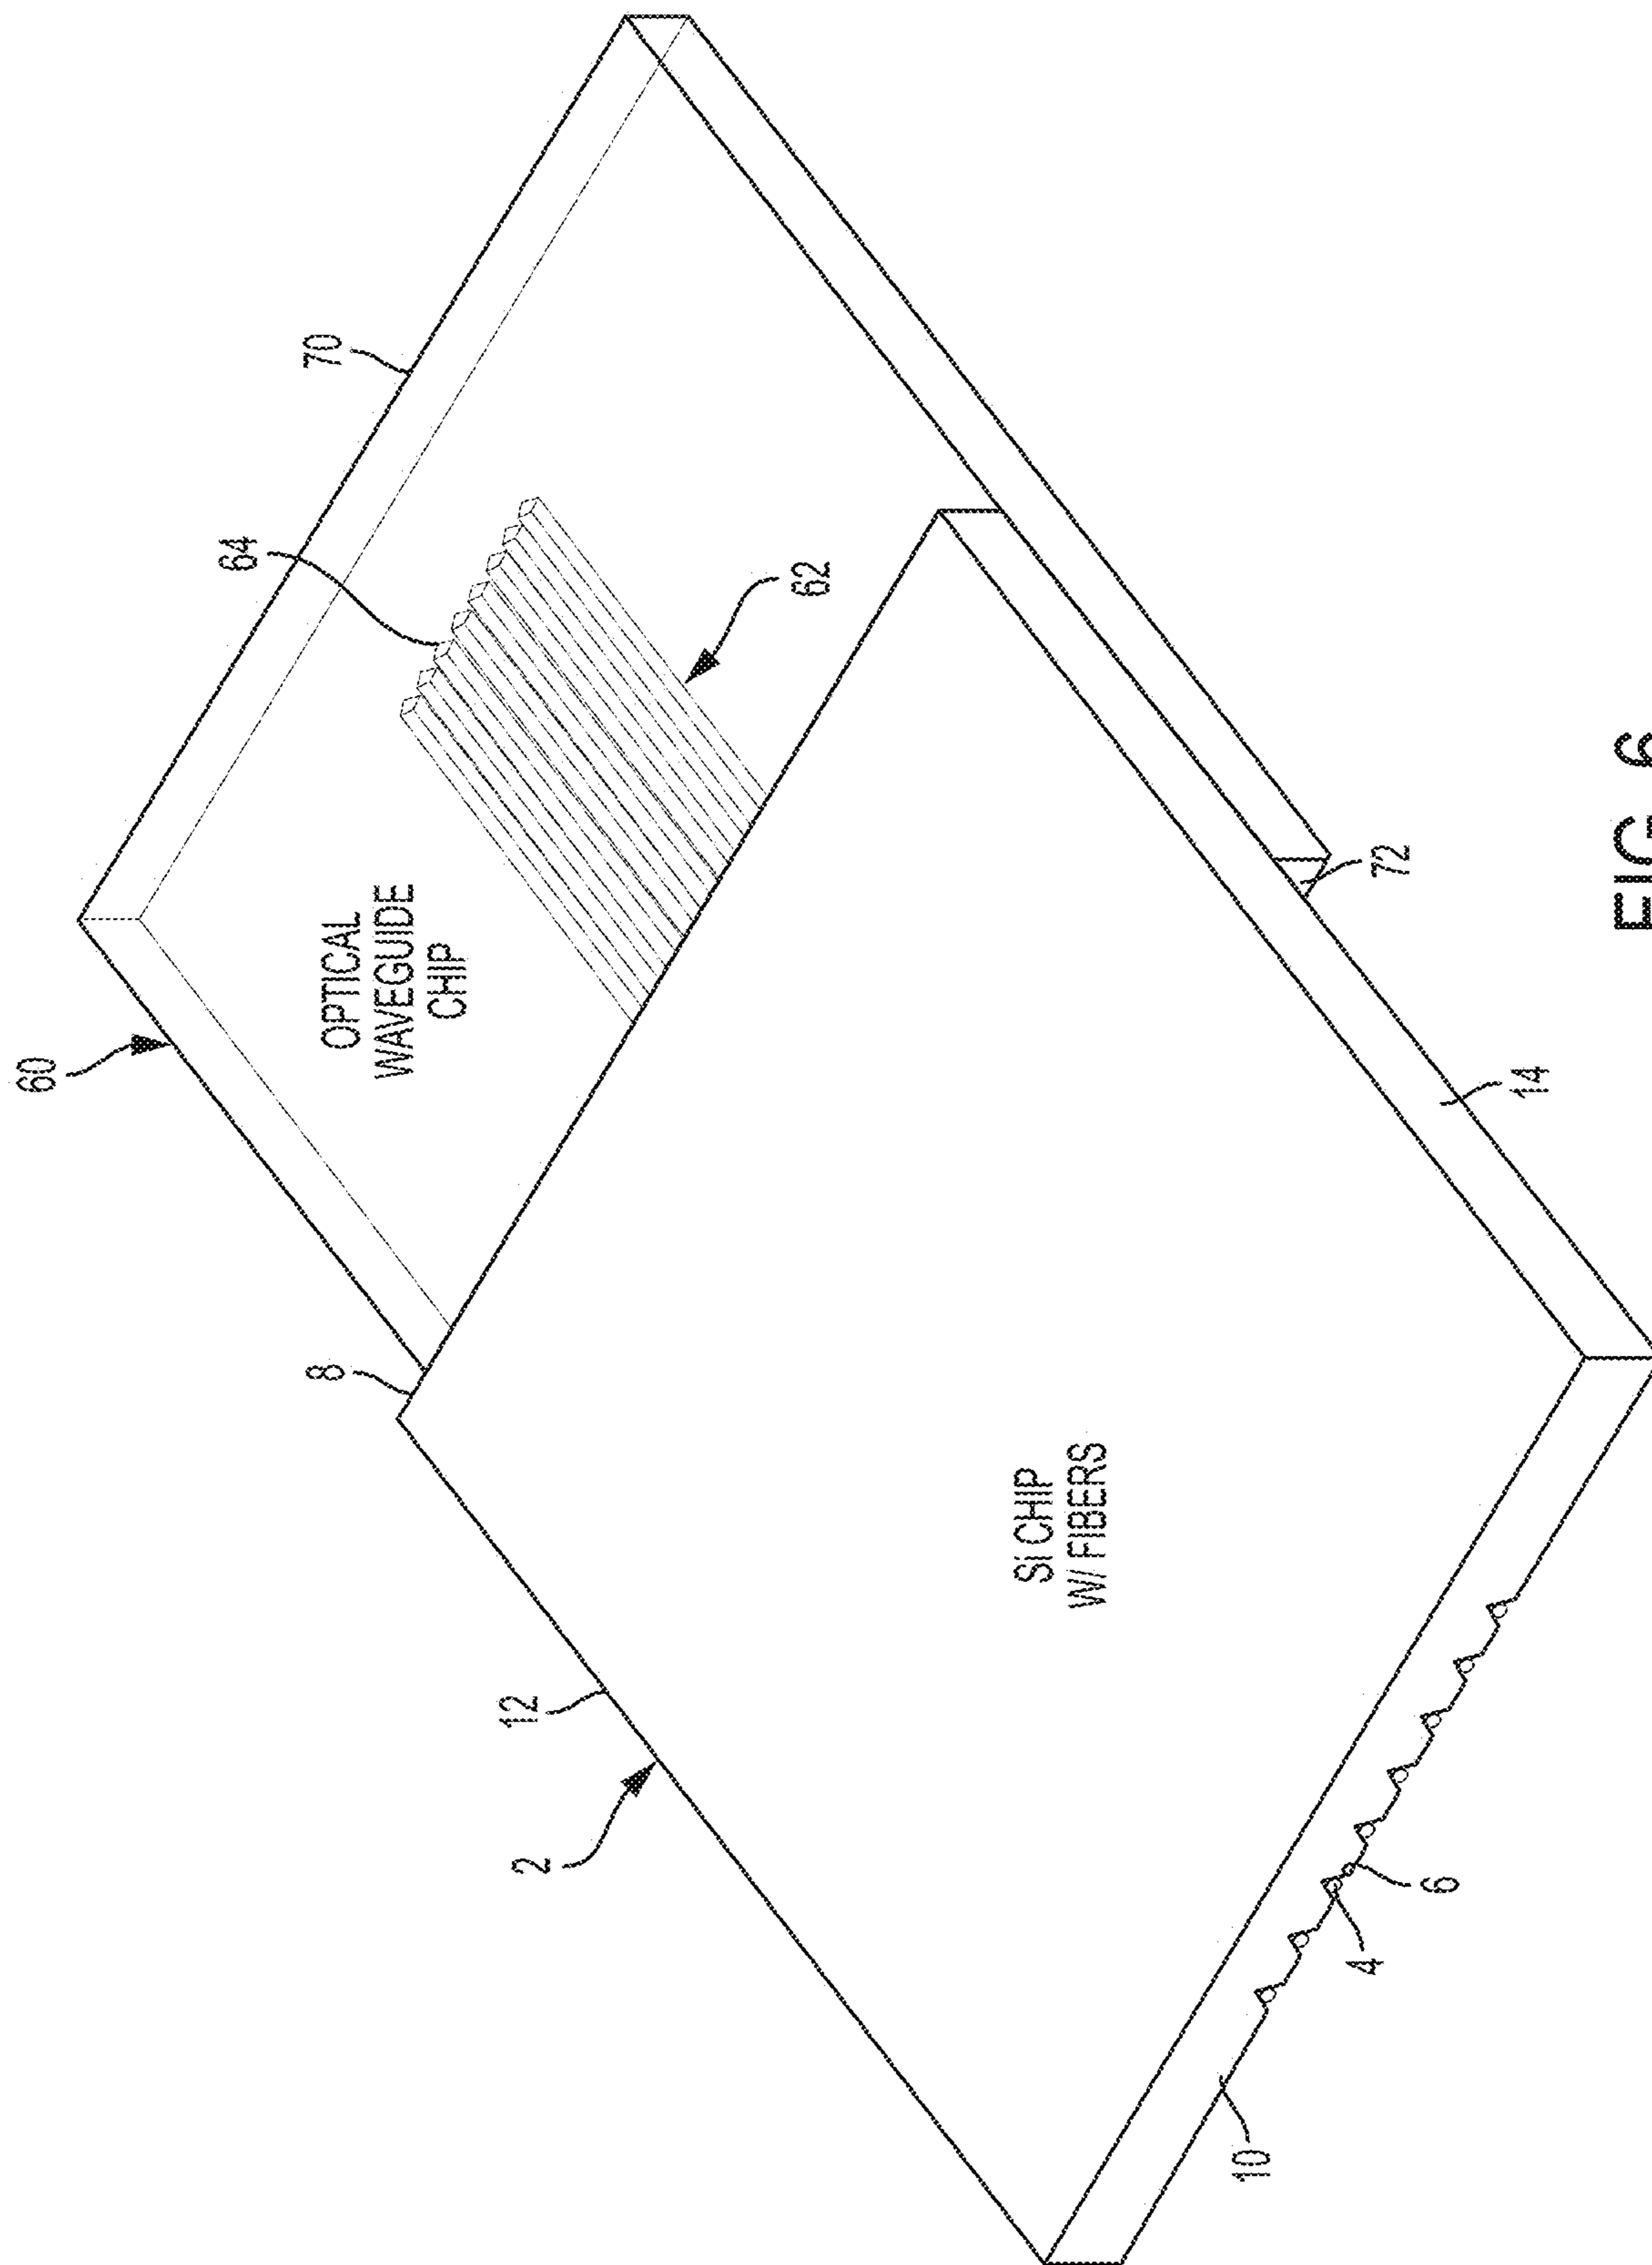 60
64
70
8
OPTICAL
WAVEGUIDE
CHIP
12
2
62
Si CHIP
W/ FIBERS
10
4
72
6
14
FIG. 6